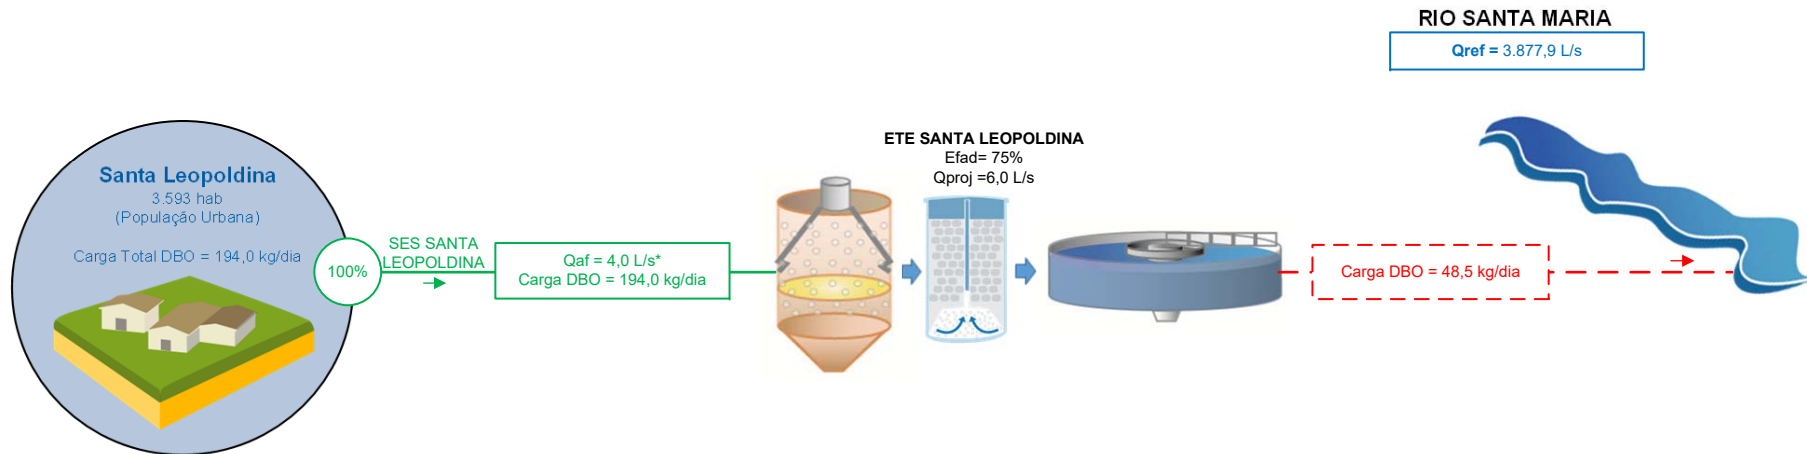 RIO SANTA MARIA
Qref = 3.877,9 L/s
ETE SANTA LEOPOLDINA
Efad= 75%
Qproj =6,0 L/s
Santa Leopoldina
3.593 hab
(População Urbana)
Carga Total DBO = 194,0 kg/dia
100%
SES SANTA
LEOPOLDINA
Qaf = 4,0 L/s*
Carga DBO = 194,0 kg/dia
Carga DBO = 48,5 kg/dia